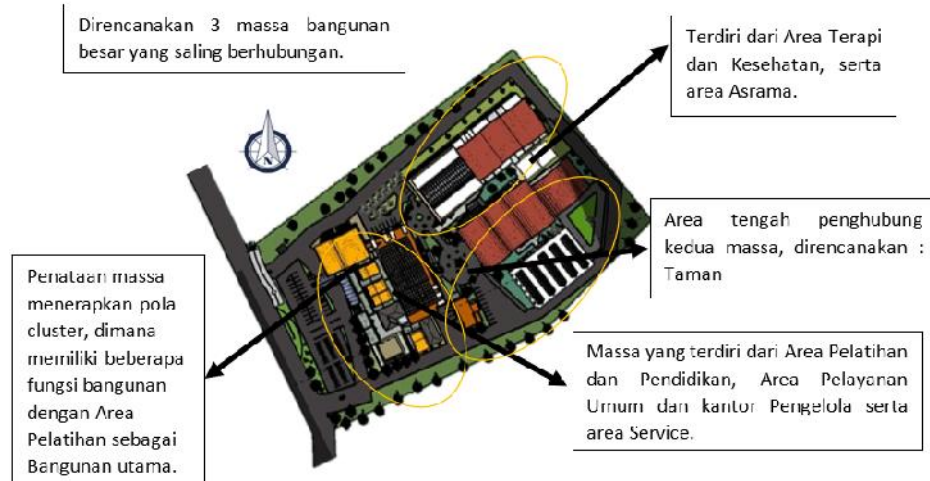 Direncanakan 3 massa bangunan
besar yang saling berhubungan.
Terdiri dari Area Terapi
dan Kesehatan, serta
area Asrama.
N
Area tengah penghubung
kedua massa, direncanakan :
Taman
Penataan massa
menerapkan pola
cluster, dimana
memiliki beberapa
fungsi bangunan
dengan Area
Pelatihan sebagai
Bangunan utama.
Massa yang terdiri dari Area Pelatihan
dan Pendidikan, Area Pelayanan
Umum dan kantor Pengelola serta
area Service.